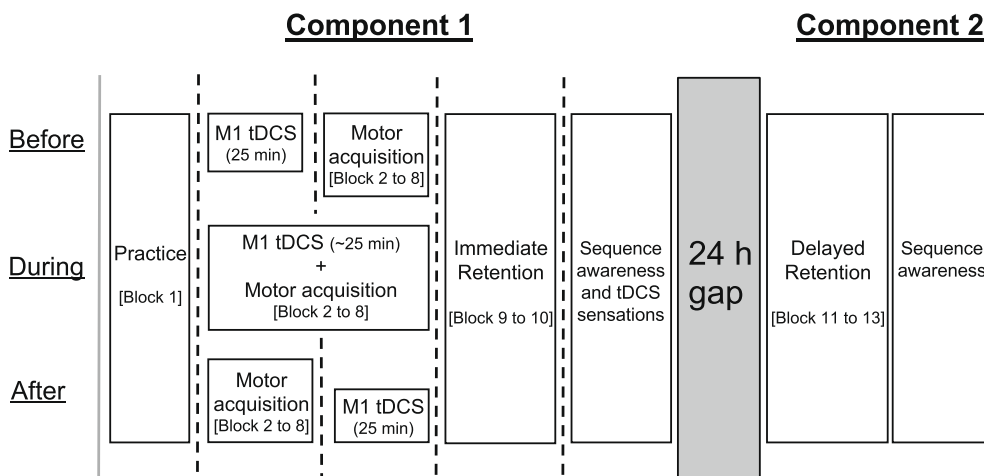 Component 1
Component 2
Before
During
After
Practice
[Block 1]
M1 tDCS
(25 min)
Motor
acquisition
[Block 2 to 8]
M1 tDCS (~25 min)
+
Motor acquisition
[Block 2 to 8]
Motor
acquisition
[Block 2 to 8]
M1 tDCS
(25 min)
Immediate
Retention
[Block 9 to 10]
Sequence
awareness
and tDCS
sensations
24 h
gap
Delayed
Retention
[Block 11 to 13]
Sequence
awareness